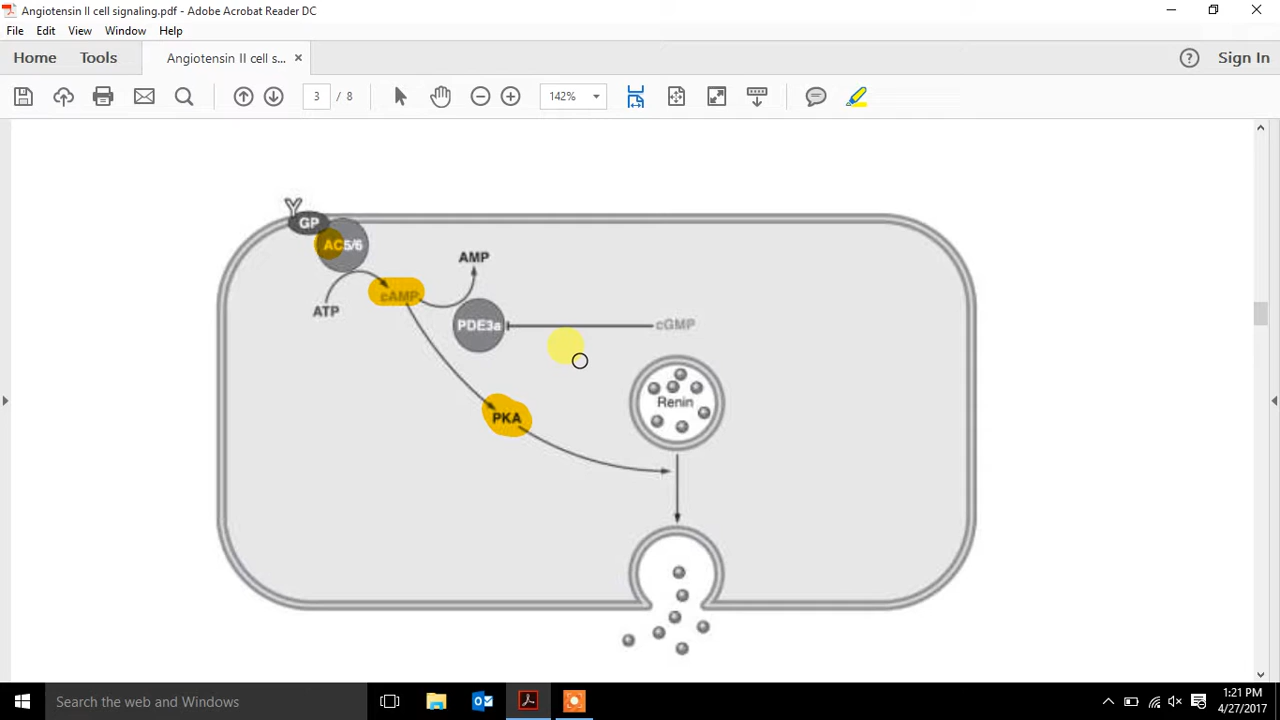 Angiotensin II cell signaling.pdf - Adobe Acrobat Reader DC
File Edit View Window Help
Home Tools Angiotensin II cell s... × Sign In
3 / 8 142%
GP
AC5/6
AMP
cAMP
ATP
PDE3a
cGMP
Renin
PKA
Search the web and Windows
1:21 PM
4/27/2017